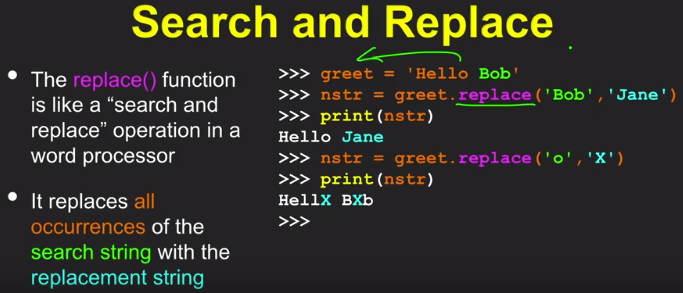 Search and Replace
• The replace() function
is like a “search and
replace” operation in a
word processor
• It replaces all
occurrences of the
search string with the
replacement string
>>> greet = 'Hello Bob'
>>> nstr = greet.replace('Bob','Jane')
>>> print(nstr)
Hello Jane
>>> nstr = greet.replace('o','X')
>>> print(nstr)
HellX BXb
>>>